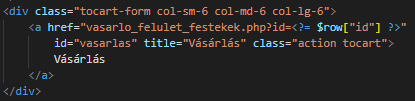 <div class="tocart-form col-sm-6 col-md-6 col-lg-6">
<a href="vasarlo_felulet_festekek.php?id=<?= $row["id"] ?>"
id="vasarlas" title="Vásárlás" class="action tocart">
Vásárlás
</a>
</div>